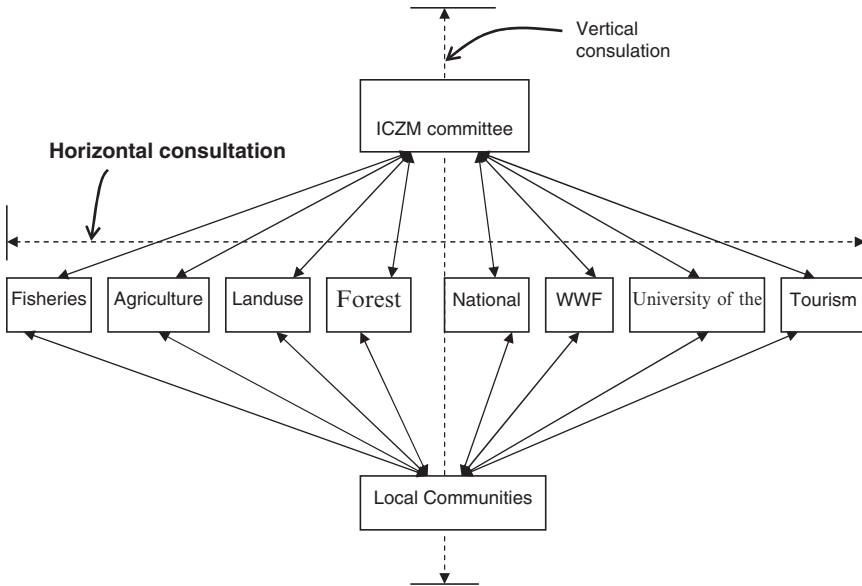 Vertical
consulation
ICZM committee
Horizontal consultation
Fisheries
Agriculture
Landuse
Forest
National
WWF
University of the
Tourism
Local Communities